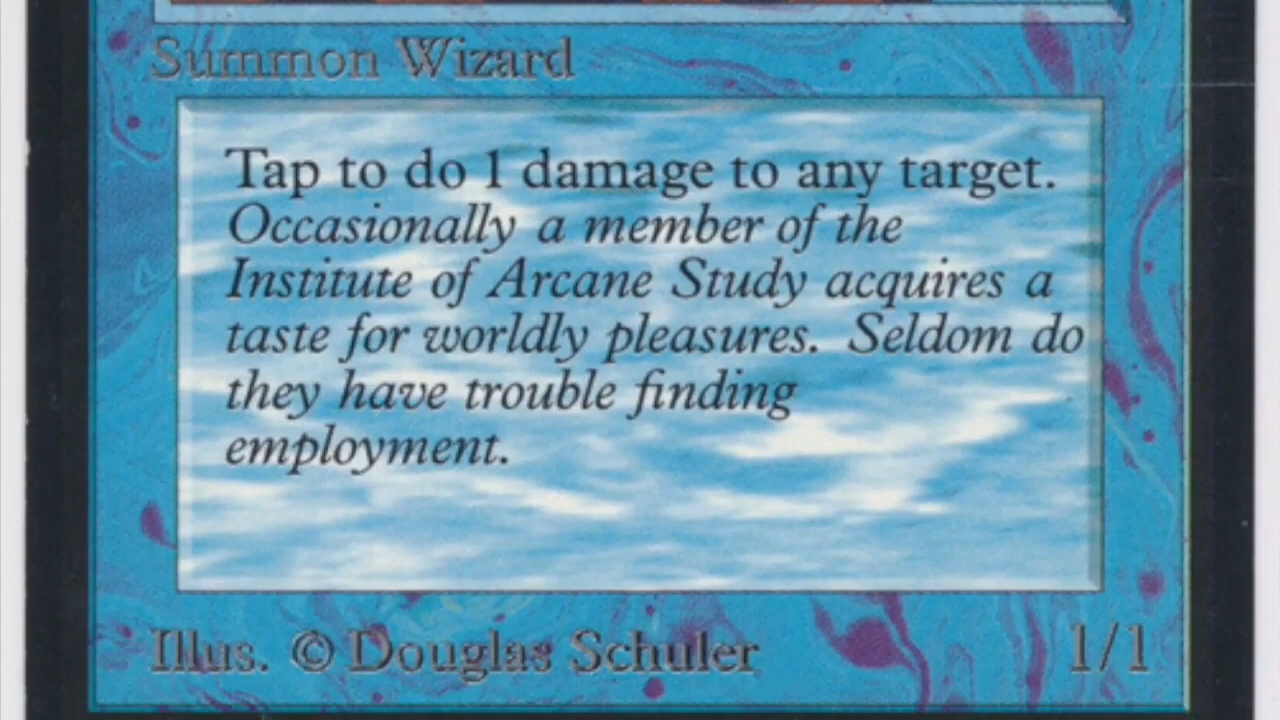 Summon Wizard
Tap to do 1 damage to any target.
Occasionally a member of the
Institute of Arcane Study acquires a
taste for worldly pleasures. Seldom do
they have trouble finding
employment.
Illus. © Douglas Schuler
1/1